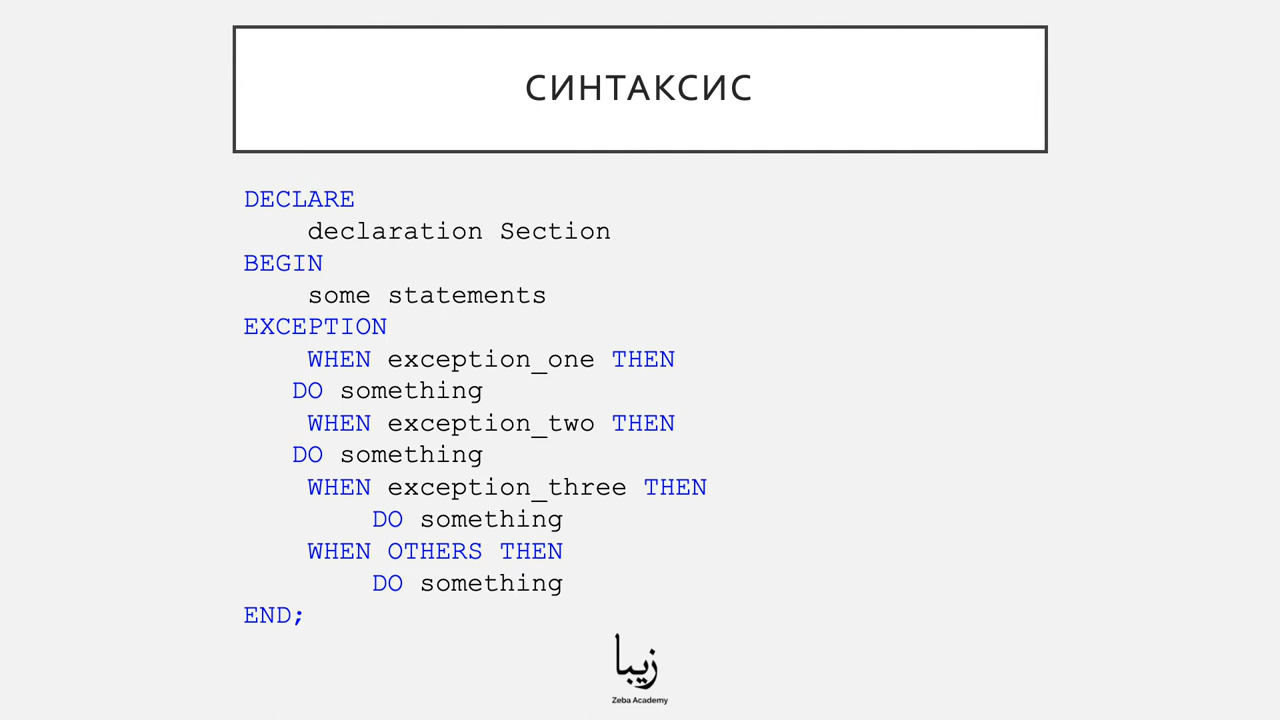 СИНТАКСИС
DECLARE
declaration Section
BEGIN
some statements
EXCEPTION
WHEN exception_one THEN
DO something
WHEN exception_two THEN
DO something
WHEN exception_three THEN
DO something
WHEN OTHERS THEN
DO something
END;
زيبا
Zeba Academy